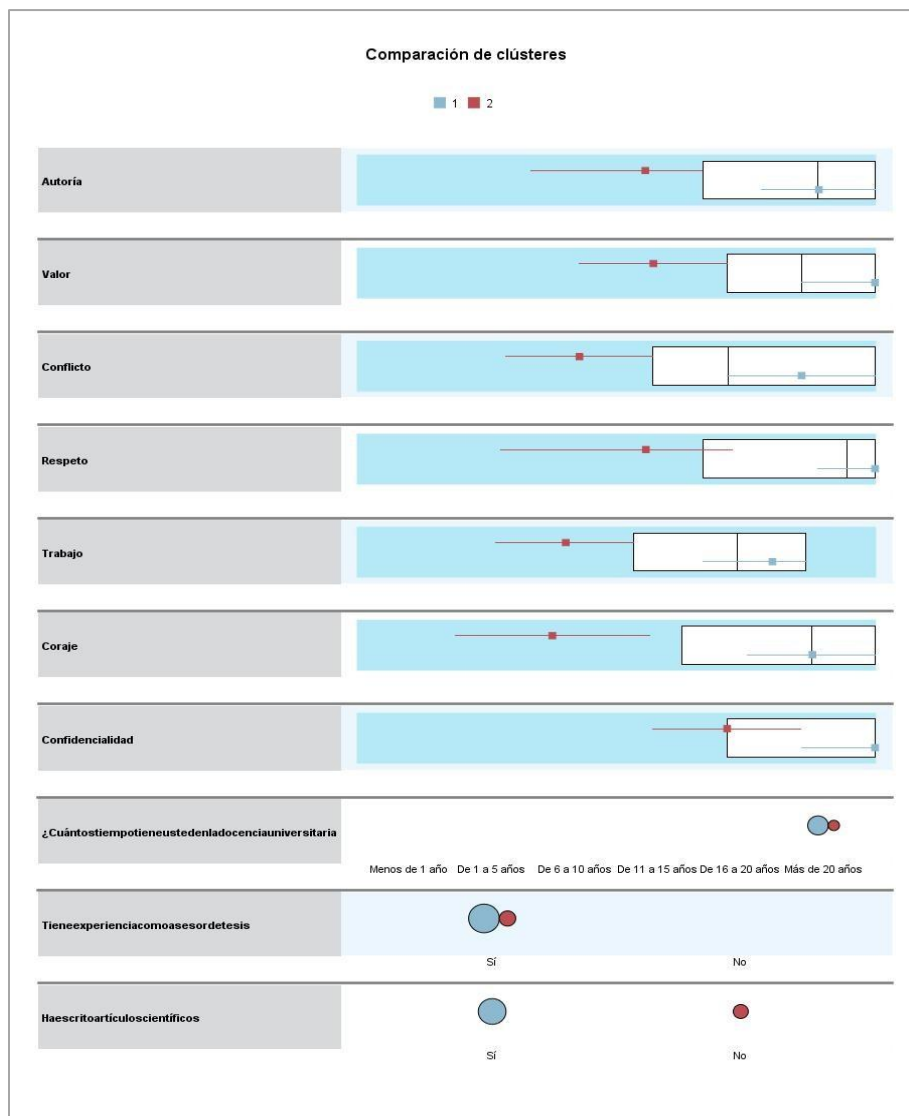 Comparación de clústeres
1 2
Autoría
Valor
Conflicto
Respeto
Trabajo
Coraje
Confidencialidad
¿Cuántostiempotieneustedenladocenciauniversitaria
Menos de 1 año De 1 a 5 años De 6 a 10 años De 11 a 15 años De 16 a 20 años Más de 20 años
Tieneexperienciacomoasesordetesis
Sí No
Haescritoartículoscientíficos
Sí No